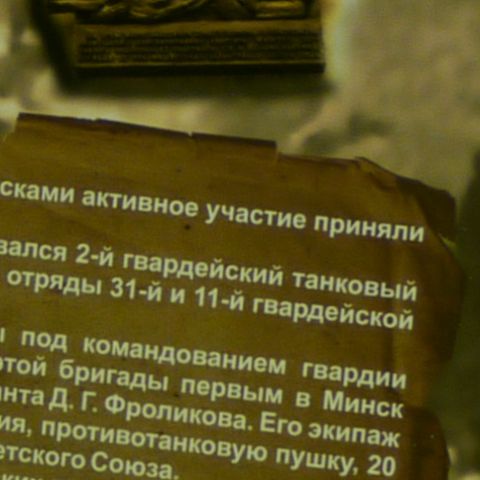 сками активное участие приняли
вался 2-й гвардейский танковый
отряды 31-й и 11-й гвардейской
под командованием гвардии
ртой бригады первым в Минск
нта Д. Г. Фроликова. Его экипаж
ия, противотанковую пушку, 20
етского Союза.